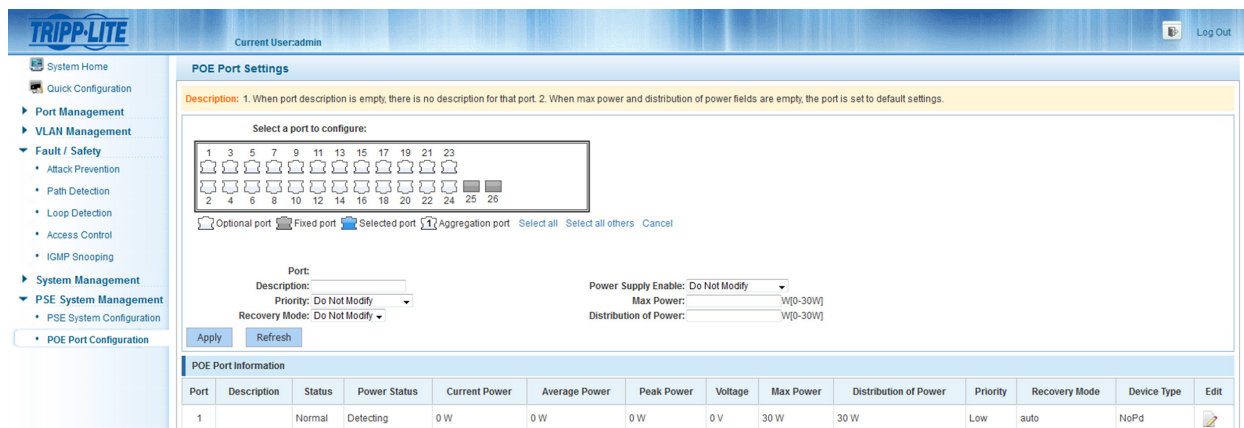 TRIPP·LITE
Current User:admin
Log Out
System Home
Quick Configuration
Port Management
VLAN Management
Fault / Safety
Attack Prevention
Path Detection
Loop Detection
Access Control
IGMP Snooping
System Management
PSE System Management
PSE System Configuration
POE Port Configuration
POE Port Settings
Description: 1. When port description is empty, there is no description for that port. 2. When max power and distribution of power fields are empty, the port is set to default settings.
Select a port to configure:
1 3 5 7 9 11 13 15 17 19 21 23
2 4 6 8 10 12 14 16 18 20 22 24 25 26
Optional port Fixed port Selected port 1 Aggregation port Select all Select all others Cancel
Port:
Description: Power Supply Enable: Do Not Modify
Priority: Do Not Modify Max Power: W[0-30W]
Recovery Mode: Do Not Modify Distribution of Power: W[0-30W]
Apply Refresh
POE Port Information
Port Description Status Power Status Current Power Average Power Peak Power Voltage Max Power Distribution of Power Priority Recovery Mode Device Type Edit
1 Normal Detecting 0 W 0 W 0 W 0 V 30 W 30 W Low auto NoPd